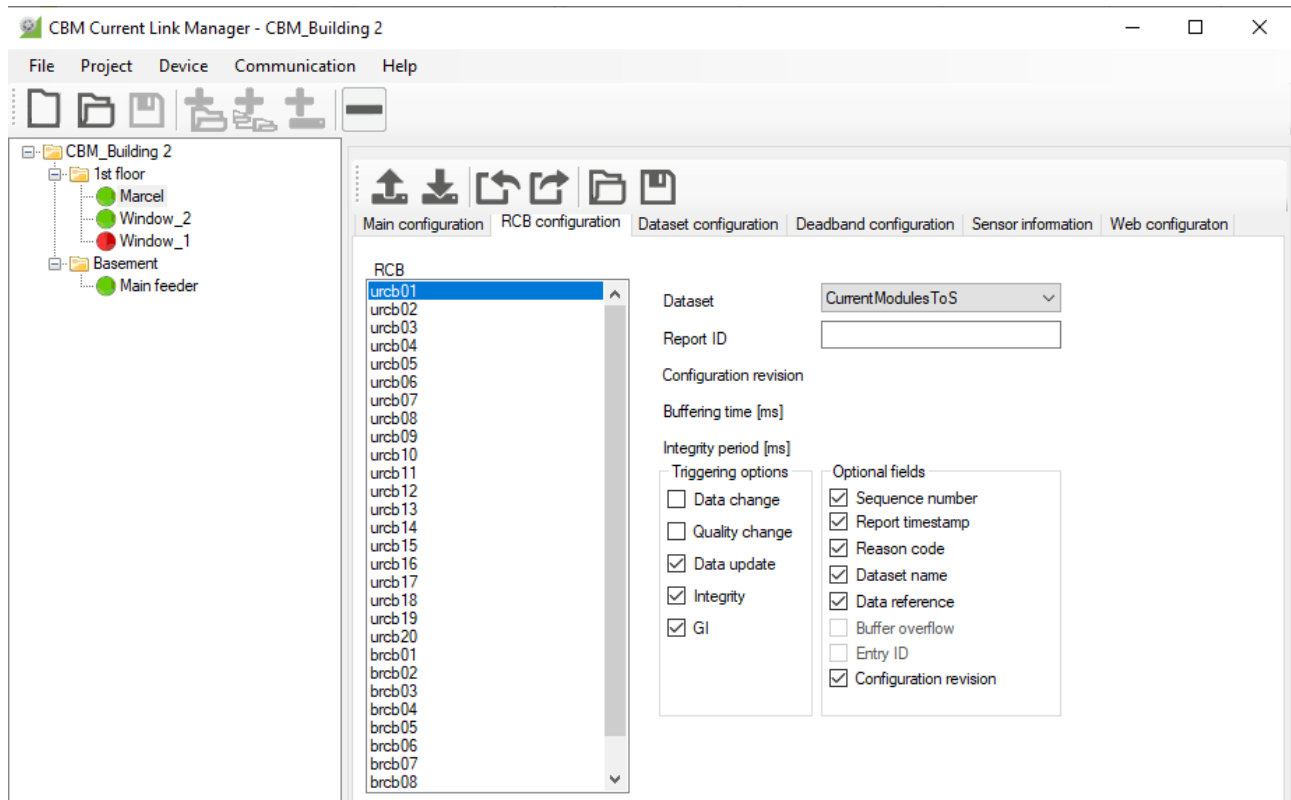 CBM Current Link Manager - CBM_Building 2
File Project Device Communication Help
CBM_Building 2
1st floor
Marcel
Window_2
Window_1
Basement
Main feeder
Main configuration RCB configuration Dataset configuration Deadband configuration Sensor information Web configuraton
RCB
urcb01
urcb02
urcb03
urcb04
urcb05
urcb06
urcb07
urcb08
urcb09
urcb10
urcb11
urcb12
urcb13
urcb14
urcb15
urcb16
urcb17
urcb18
urcb19
urcb20
brcb01
brcb02
brcb03
brcb04
brcb05
brcb06
brcb07
brcb08
Dataset CurrentModulesToS
Report ID
Configuration revision
Buffering time [ms]
Integrity period [ms]
Triggering options
Data change
Quality change
Data update
Integrity
GI
Optional fields
Sequence number
Report timestamp
Reason code
Dataset name
Data reference
Buffer overflow
Entry ID
Configuration revision